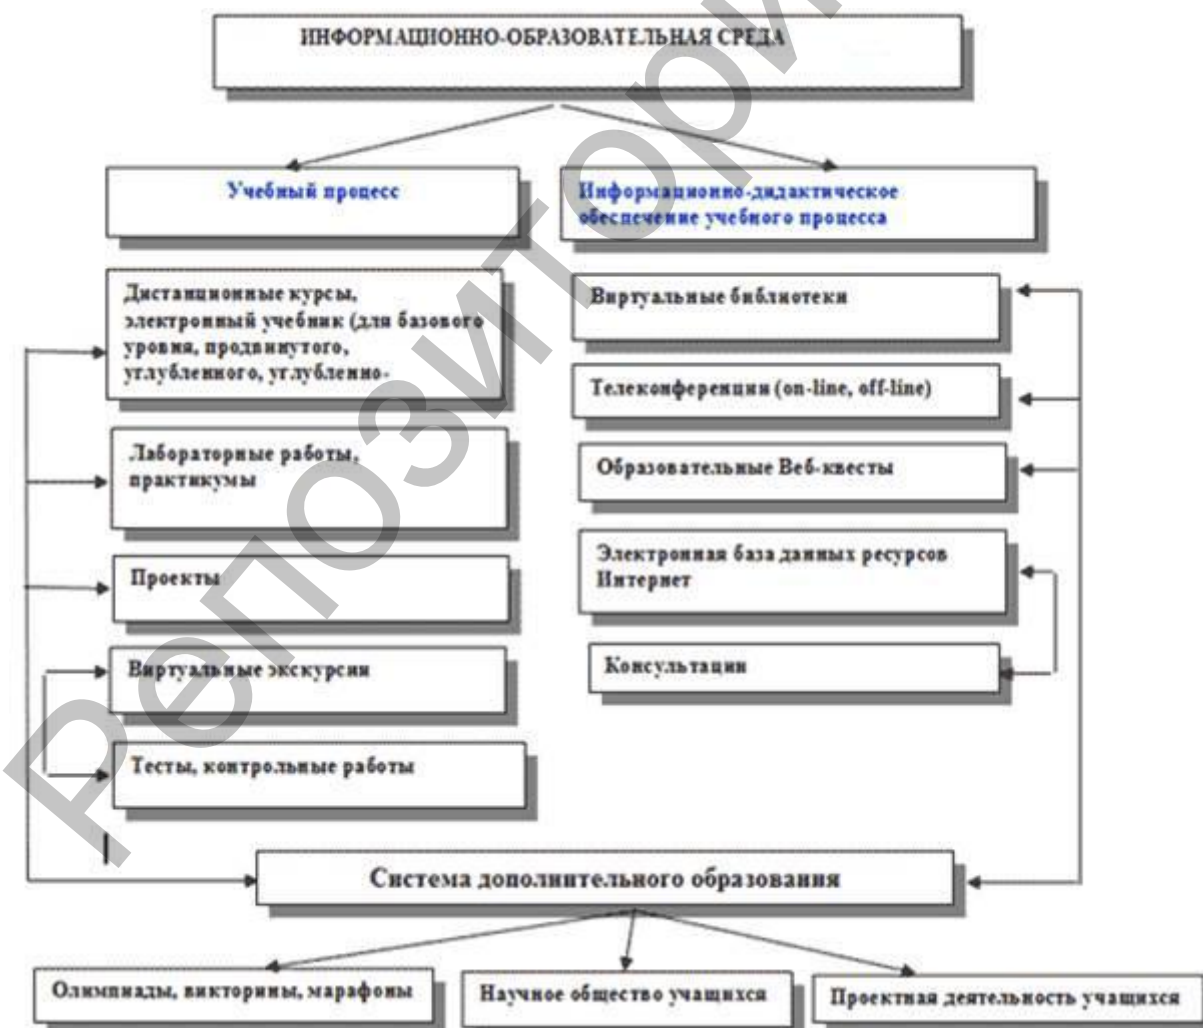 ИНФОРМАЦИОННО-ОБРАЗОВАТЕЛЬНАЯ СРЕДА
Учебный процесс
Информационно-дидактическое
обеспечение учебного процесса
Дистанционные курсы,
электронный учебник (для базового
уровня, продвинутого,
углубленного, углубленно-
Лабораторные работы,
практикумы
Проекты
Виртуальные экскурсии
Тесты, контрольные работы
Виртуальные библиотеки
Телеконференции (on-line, off-line)
Образовательные Веб-квесты
Электронная база данных ресурсов
Интернет
Консультации
Система дополнительного образования
Олимпиады, викторины, марафоны
Научное общество учащихся
Проектная деятельность учащихся
Репозитори